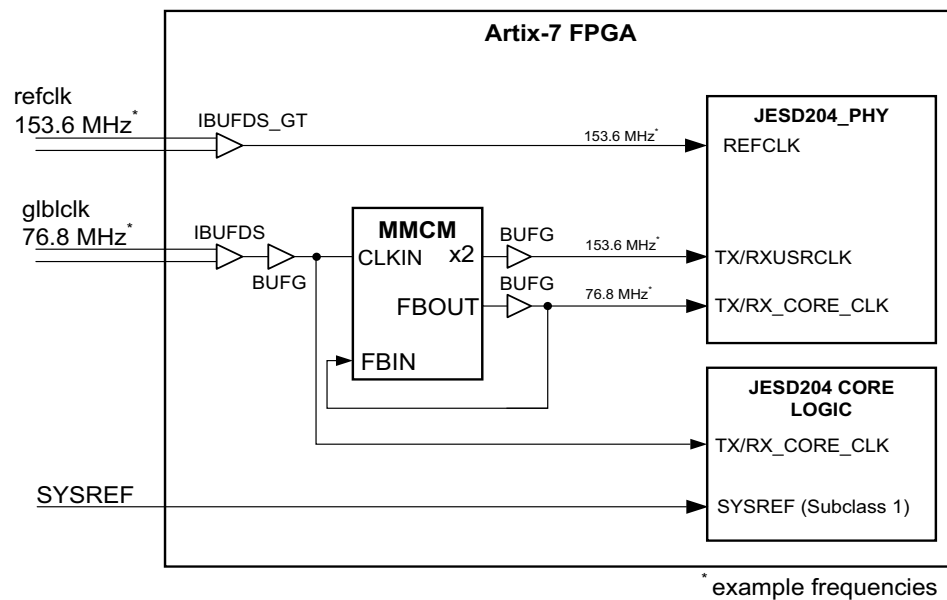 Artix-7 FPGA
refclk
153.6 MHz*
IBUFDS_GT
153.6 MHz*
JESD204_PHY
REFCLK
glblclk
76.8 MHz*
IBUFDS
BUFG
MMCM
CLKIN
x2
FBOUT
FBIN
BUFG
153.6 MHz*
TX/RXUSRCLK
BUFG
76.8 MHz*
TX/RX_CORE_CLK
JESD204 CORE
LOGIC
TX/RX_CORE_CLK
SYSREF
SYSREF (Subclass 1)
* example frequencies